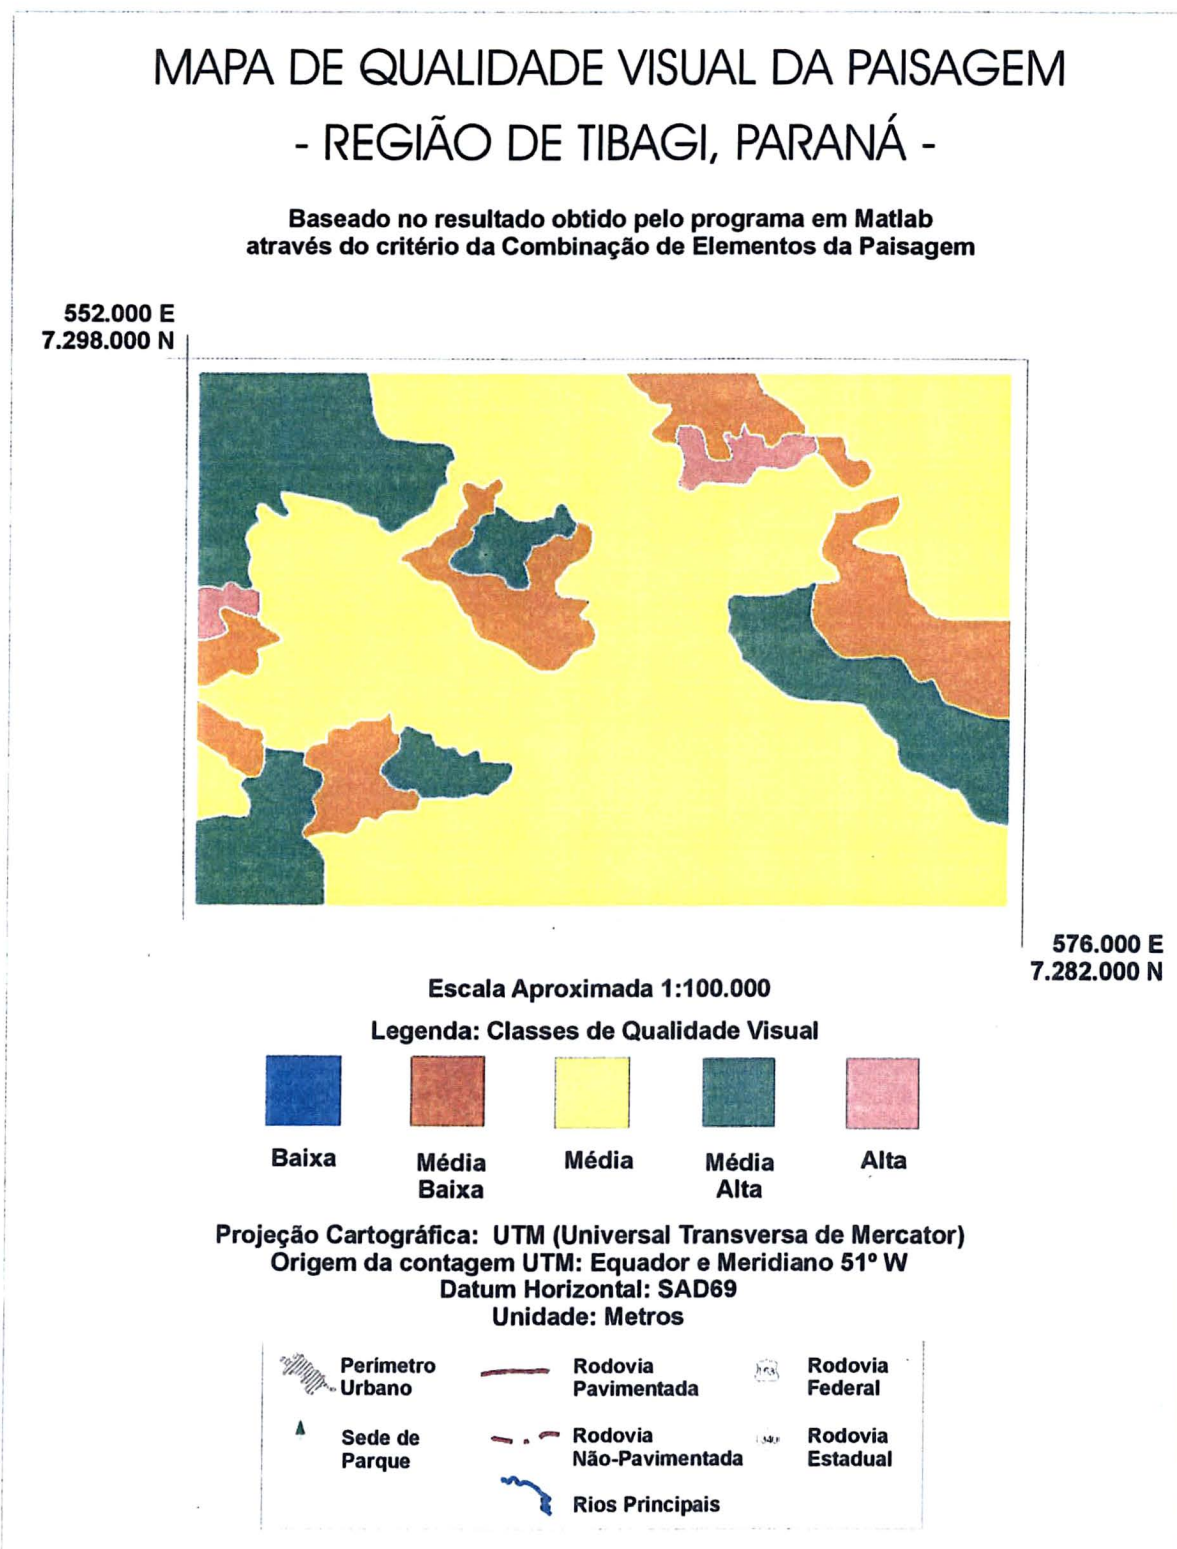 MAPA DE QUALIDADE VISUAL DA PAISAGEM
- REGIÃO DE TIBAGI, PARANÁ -
Baseado no resultado obtido pelo programa em Matlab
através do critério da Combinação de Elementos da Paisagem
552.000 E
7.298.000 N
576.000 E
7.282.000 N
Escala Aproximada 1:100.000
Legenda: Classes de Qualidade Visual
Baixa
Média
Baixa
Média
Média
Alta
Alta
Projeção Cartográfica: UTM (Universal Transversa de Mercator)
Origem da contagem UTM: Equador e Meridiano 51º W
Datum Horizontal: SAD69
Unidade: Metros
Perímetro
Urbano
Rodovia
Pavimentada
Rodovia
Federal
Sede de
Parque
Rodovia
Não-Pavimentada
340
Rodovia
Estadual
Rios Principais